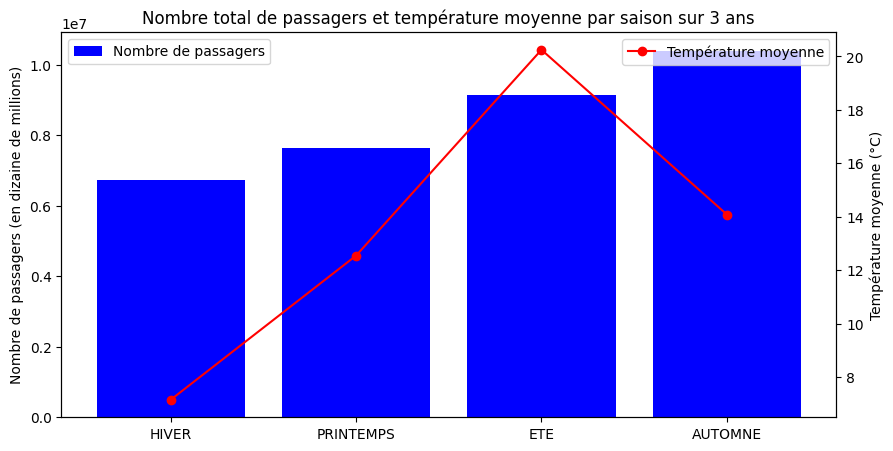 Nombre total de passagers et température moyenne par saison sur 3 ans
1e7
Nombre de passagers
Température moyenne
Nombre de passagers (en dizaine de millions)
1.0
0.8
0.6
0.4
0.2
0.0
20
18
16
14
12
10
8
Température moyenne (°C)
HIVER
PRINTEMPS
ETE
AUTOMNE